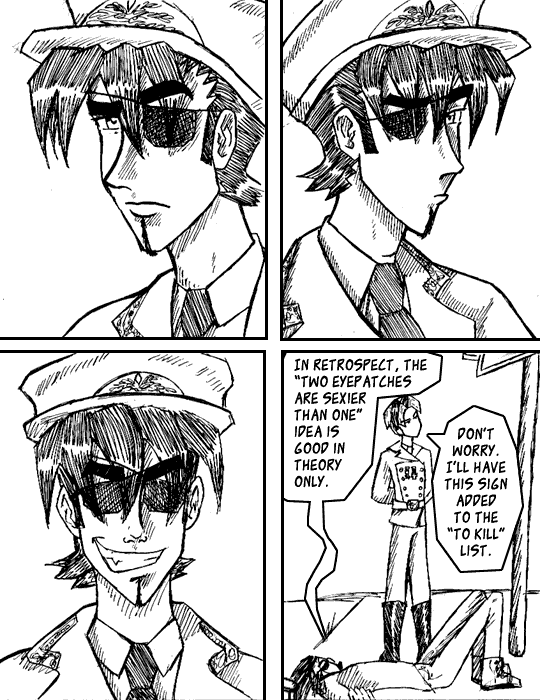 IN RETROSPECT, THE
"TWO EYEPATCHES
ARE SEXIER
THAN ONE"
IDEA IS
GOOD IN
THEORY
ONLY.
DON'T
WORRY.
I'LL HAVE
THIS SIGN
ADDED
TO THE
"TO KILL"
LIST.